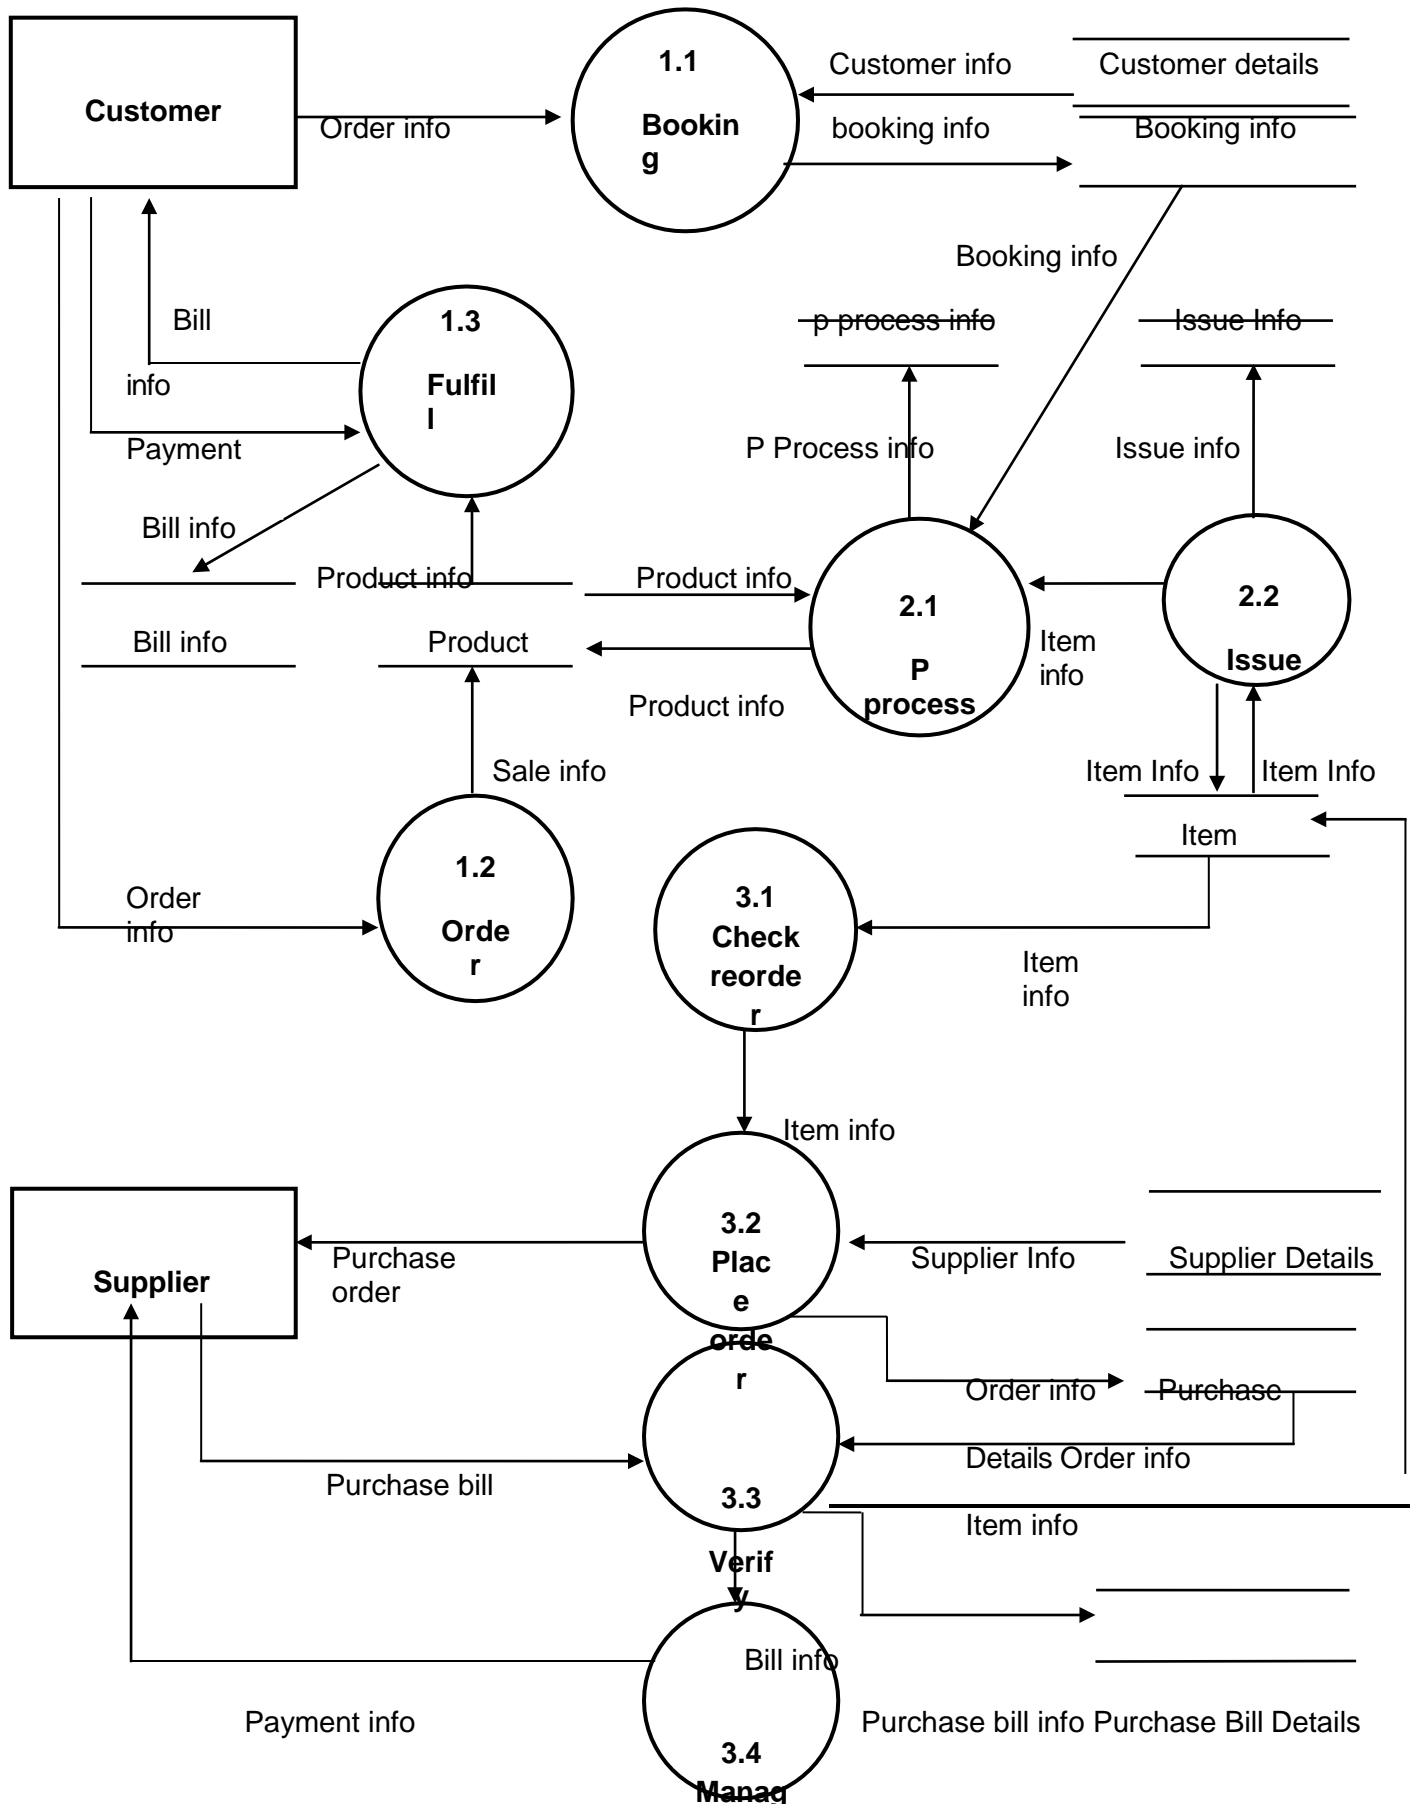 1.1
Customer info
Customer details
Customer
Order info
Bookin
g
booking info
Booking info
Booking info
Bill
info
1.3
Fulfil
l
p process info
Issue Info
Payment
P Process info
Issue info
Bill info
Product info
Product info
2.1
P
process
2.2
Issue
Item
info
Bill info
Product
Product info
Sale info
Item Info
Item Info
Item
1.2
Orde
r
Order
info
3.1
Check
reorde
r
Item
info
Item info
3.2
Plac
e
orde
r
Supplier
Purchase
order
Supplier Info
Supplier Details
Order info
Purchase
Details Order info
Purchase bill
3.3
Verif
y
Item info
Bill info
Payment info
Purchase bill info Purchase Bill Details
3.4
Manag